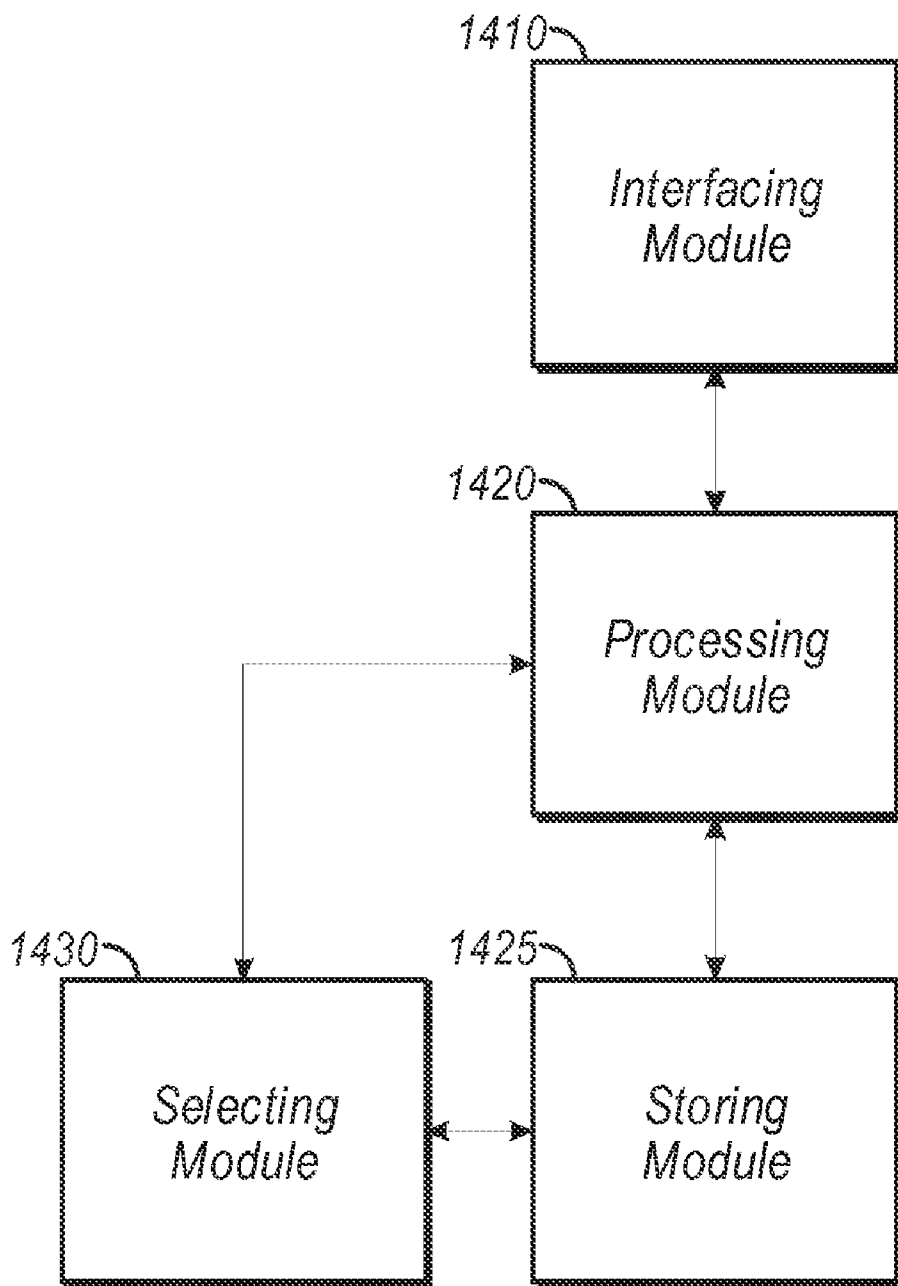 1410
Interfacing
Module
1420
Processing
Module
1430
Selecting
Module
1425
Storing
Module